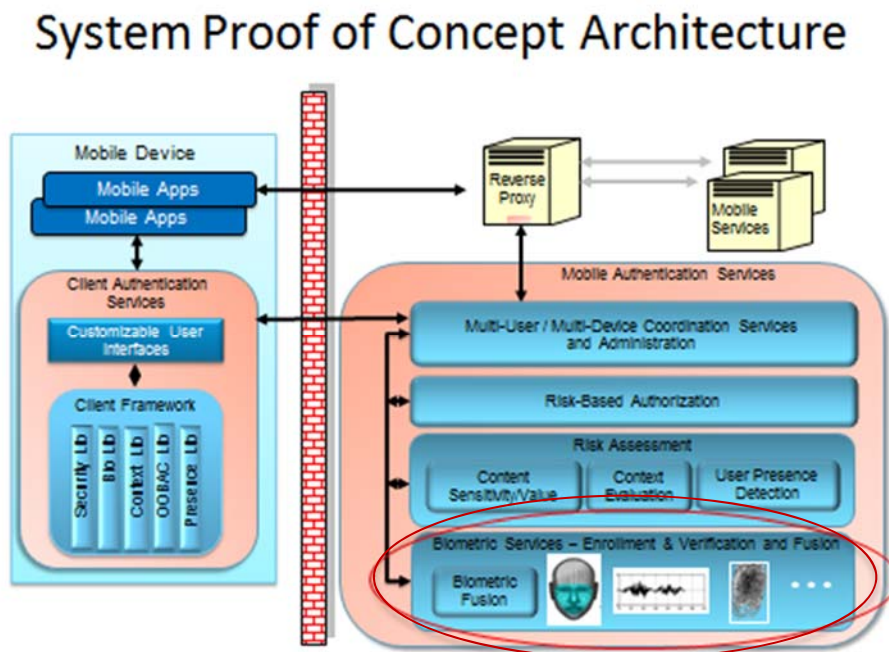 System Proof of Concept Architecture
Mobile Device
Mobile Apps
Mobile Apps
Client Authentication
Services
Customizable User
Interfaces
Client Framework
Security Lib
Bio Lib
Context Lib
OOBAC Lib
Presence Lib
Reverse
Proxy
Mobile
Services
Mobile Authentication Services
Multi-User / Multi-Device Coordination Services
and Administration
Risk-Based Authorization
Risk Assessment
Content
Sensitivity/Value
Context
Evaluation
User Presence
Detection
Biometric Services – Enrollment & Verification and Fusion
Biometric
Fusion
...